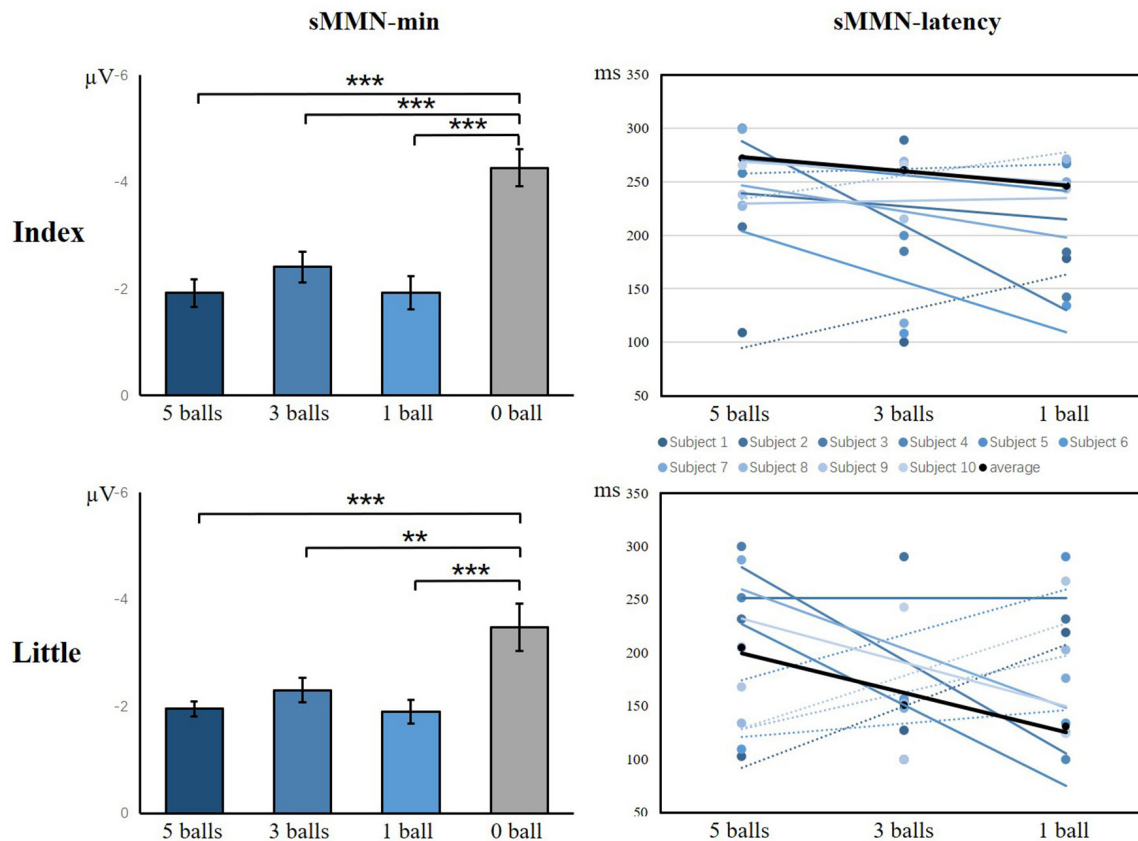 sMMN-min
sMMN-latency
µV-6
-4
-2
0
***
***
***
Index
5 balls 3 balls 1 ball 0 ball
ms 350
300
250
200
150
100
50
5 balls 3 balls 1 ball
Subject 1 Subject 2 Subject 3 Subject 4 Subject 5 Subject 6
Subject 7 Subject 8 Subject 9 Subject 10 average
µV-6
-4
-2
0
***
**
***
Little
5 balls 3 balls 1 ball 0 ball
ms 350
300
250
200
150
100
50
5 balls 3 balls 1 ball